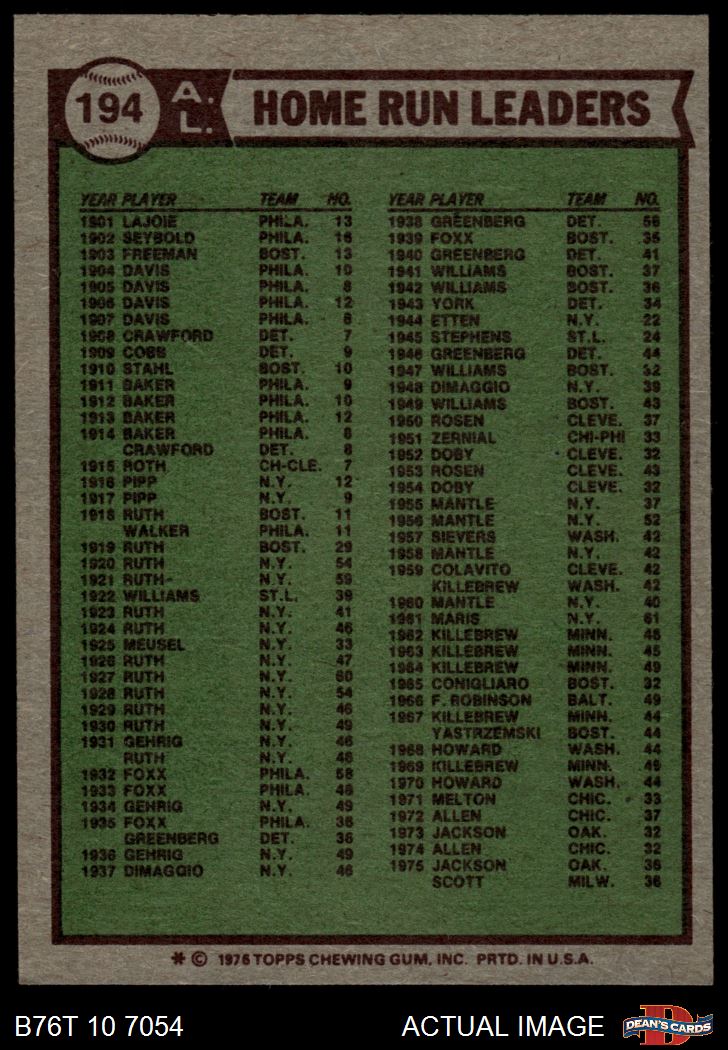 194
A.
L.
HOME RUN LEADERS
YEAR PLAYER TEAM NO.
1901 LAJOIE PHILA. 13
1902 SEYBOLD PHILA. 16
1903 FREEMAN BOST. 13
1904 DAVIS PHILA. 10
1905 DAVIS PHILA. 8
1906 DAVIS PHILA. 12
1907 DAVIS PHILA. 8
1908 CRAWFORD DET. 7
1909 COBB DET. 9
1910 STAHL BOST. 10
1911 BAKER PHILA. 9
1912 BAKER PHILA. 10
1913 BAKER PHILA. 12
1914 BAKER PHILA. 8
CRAWFORD DET. 8
1915 ROTH CH-CLE. 7
1916 PIPP N.Y. 12
1917 PIPP N.Y. 9
1918 RUTH BOST. 11
WALKER PHILA. 11
1919 RUTH BOST. 29
1920 RUTH N.Y. 54
1921 RUTH N.Y. 59
1922 WILLIAMS ST.L. 39
1923 RUTH N.Y. 41
1924 RUTH N.Y. 46
1925 MEUSEL N.Y. 33
1926 RUTH N.Y. 47
1927 RUTH N.Y. 60
1928 RUTH N.Y. 54
1929 RUTH N.Y. 46
1930 RUTH N.Y. 49
1931 GEHRIG N.Y. 46
RUTH N.Y. 46
1932 FOXX PHILA. 58
1933 FOXX PHILA. 48
1934 GEHRIG N.Y. 49
1935 FOXX PHILA. 36
GREENBERG DET. 36
1936 GEHRIG N.Y. 49
1937 DIMAGGIO N.Y. 46
YEAR PLAYER TEAM NO.
1938 GREENBERG DET. 58
1939 FOXX BOST. 35
1940 GREENBERG DET. 41
1941 WILLIAMS BOST. 37
1942 WILLIAMS BOST. 36
1943 YORK DET. 34
1944 ETTEN N.Y. 22
1945 STEPHENS ST.L. 24
1946 GREENBERG DET. 44
1947 WILLIAMS BOST. 32
1948 DIMAGGIO N.Y. 39
1949 WILLIAMS BOST. 43
1950 ROSEN CLEVE. 37
1951 ZERNIAL CHI-PHI 33
1952 DOBY CLEVE. 32
1953 ROSEN CLEVE. 43
1954 DOBY CLEVE. 32
1955 MANTLE N.Y. 37
1956 MANTLE N.Y. 52
1957 SIEVERS WASH. 42
1958 MANTLE N.Y. 42
1959 COLAVITO CLEVE. 42
KILLEBREW WASH. 42
1960 MANTLE N.Y. 40
1961 MARIS N.Y. 61
1962 KILLEBREW MINN. 48
1963 KILLEBREW MINN. 45
1964 KILLEBREW MINN. 49
1965 CONIGLIARO BOST. 32
1966 F. ROBINSON BALT. 49
1967 KILLEBREW MINN. 44
YASTRZEMSKI BOST. 44
1968 HOWARD WASH. 44
1969 KILLEBREW MINN. 49
1970 HOWARD WASH. 44
1971 MELTON CHIC. 33
1972 ALLEN CHIC. 37
1973 JACKSON OAK. 32
1974 ALLEN CHIC. 32
1975 JACKSON OAK. 36
SCOTT MILW. 36
* © 1976 TOPPS CHEWING GUM, INC. PRTD. IN U.S.A.
B76T 10 7054 ACTUAL IMAGE
DEAN'S CARDS